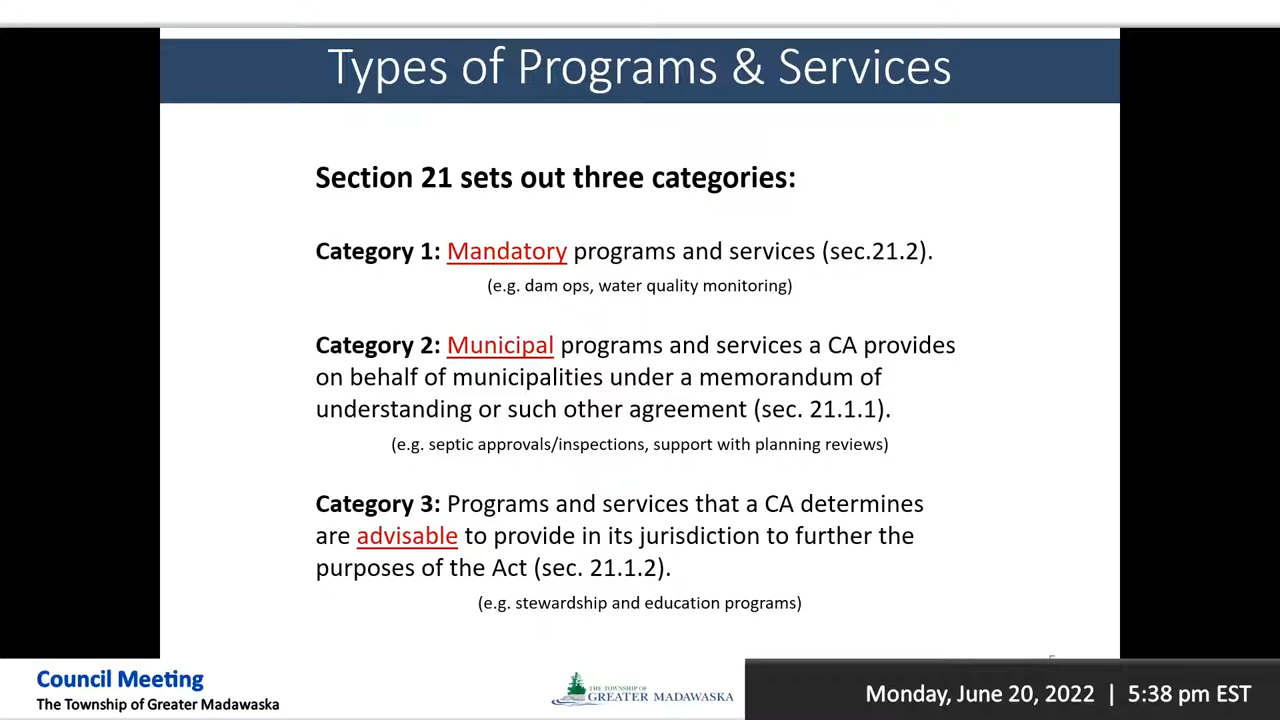 Types of Programs & Services
Section 21 sets out three categories:
Category 1: Mandatory programs and services (sec.21.2).
(e.g. dam ops, water quality monitoring)
Category 2: Municipal programs and services a CA provides
on behalf of municipalities under a memorandum of
understanding or such other agreement (sec. 21.1.1).
(e.g. septic approvals/inspections, support with planning reviews)
Category 3: Programs and services that a CA determines
are advisable to provide in its jurisdiction to further the
purposes of the Act (sec. 21.1.2).
(e.g. stewardship and education programs)
Council Meeting
The Township of Greater Madawaska
THE TOWNSHIP OF
GREATER MADAWASKA
Monday, June 20, 2022 | 5:38 pm EST